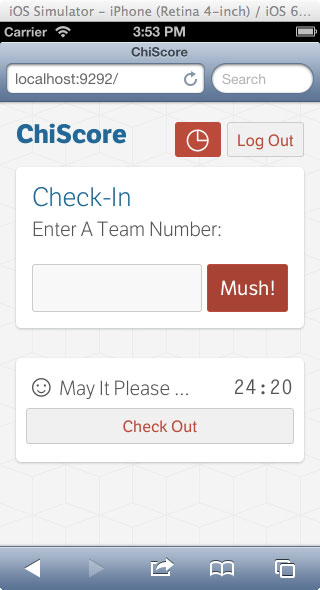 iOS Simulator – iPhone (Retina 4-inch) / iOS 6...
Carrier 3:53 PM
ChiScore
localhost:9292/ Search
ChiScore Log Out
Check-In
Enter A Team Number:
Mush!
May It Please ... 24:20
Check Out